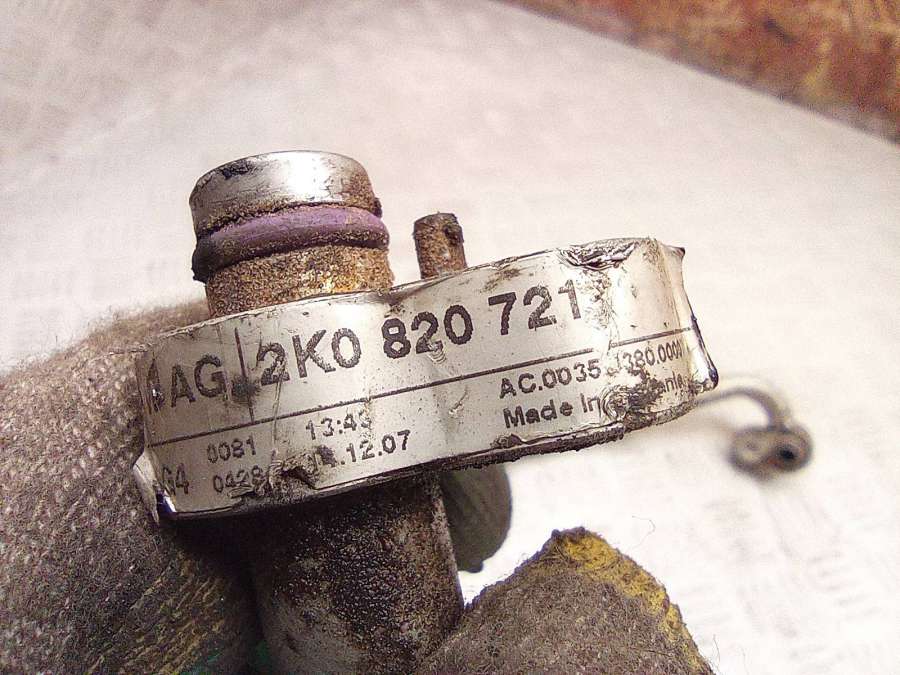 AG 2K0 820 721
0081 13:43 AC.0035
0428 .12.07 Made In